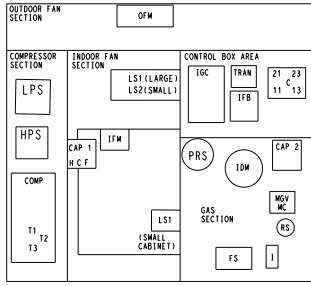 OUTDOOR FAN
SECTION
OFM
COMPRESSOR
SECTION
LPS
HPS
COMP
T1
T2
T3
INDOOR FAN
SECTION
LS1 (LARGE)
LS2 (SMALL)
IFM
CAP 1
H C F
LS1
(SMALL
CABINET)
CONTROL BOX AREA
IGC
TRAN
IFB
21 23
C
11 13
PRS
IDM
CAP 2
GAS
SECTION
MGV
MC
RS
FS
I